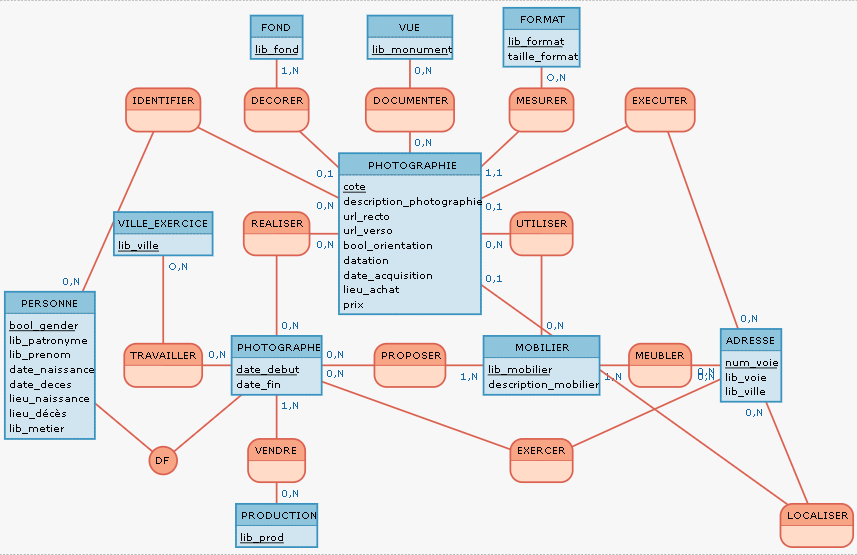 FOND
lib_fond
VUE
lib_monument
FORMAT
lib_format
taille_format
1,N
0,N
0,N
IDENTIFIER
DECORER
DOCUMENTER
MESURER
EXECUTER
0,N
PHOTOGRAPHIE
cote
description_photographie
url_recto
url_verso
bool_orientation
datation
date_acquisition
lieu_achat
prix
0,1
1,1
0,N
0,1
VILLE_EXERCICE
lib_ville
REALISER
0,N
0,N
UTILISER
0,N
0,1
0,N
PERSONNE
bool_gender
lib_patronyme
lib_prenom
date_naissance
date_deces
lieu_naissance
lieu_décès
lib_metier
0,N
0,N
0,N
TRAVAILLER
0,N
PHOTOGRAPHE
date_debut
date_fin
0,N
0,N
PROPOSER
1,N
MOBILIER
lib_mobilier
description_mobilier
1,N
MEUBLER
0,N
0,N
ADRESSE
num_voie
lib_voie
lib_ville
1,N
0,N
DF
VENDRE
EXERCER
0,N
PRODUCTION
lib_prod
LOCALISER